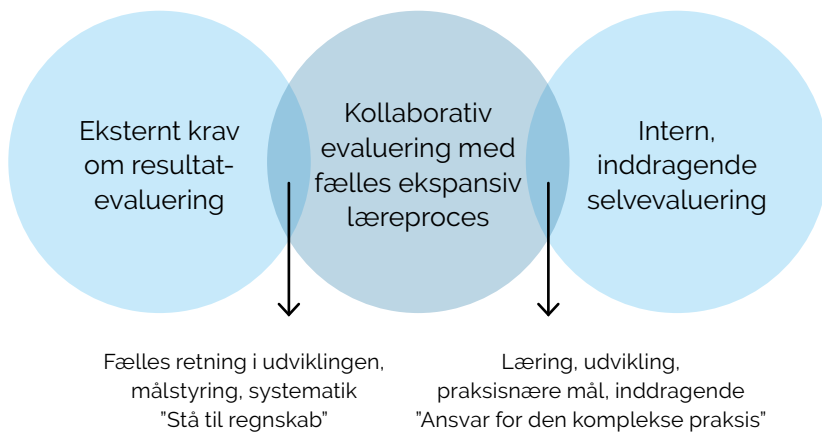 Eksternt krav
om resultat-
evaluering
Kollaborativ
evaluering med
fælles ekspansiv
læreproces
Intern,
inddragende
selvevaluering
Fælles retning i udviklingen,
målstyring, systematik
"Stå til regnskab"
Læring, udvikling,
praksisnære mål, inddragende
"Ansvar for den komplekse praksis"